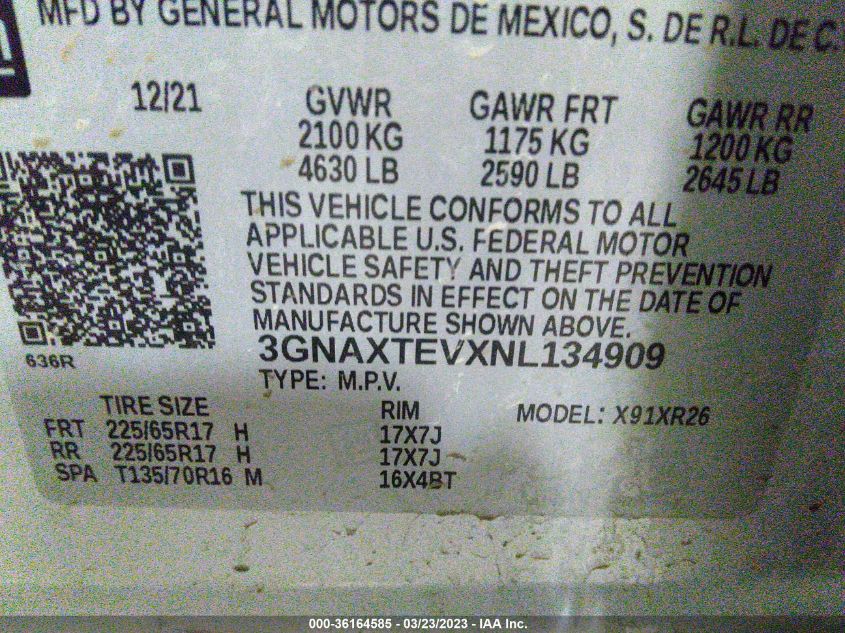 MFD BY GENERAL MOTORS DE MEXICO, S. DE R.L. DE C.
12/21 GVWR GAWR FRT GAWR RR
2100 KG 1175 KG 1200 KG
4630 LB 2590 LB 2645 LB
THIS VEHICLE CONFORMS TO ALL
APPLICABLE U.S. FEDERAL MOTOR
VEHICLE SAFETY AND THEFT PREVENTION
STANDARDS IN EFFECT ON THE DATE OF
MANUFACTURE SHOWN ABOVE.
636R 3GNAXTEVXNL134909
TYPE: M.P.V.
TIRE SIZE RIM MODEL: X91XR26
FRT 225/65R17 H 17X7J
RR 225/65R17 H 17X7J
SPA T135/70R16 M 16X4BT
000-36164585 - 03/23/2023 - IAA Inc.